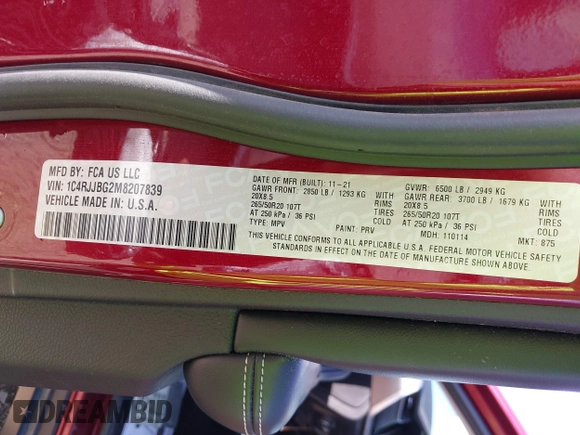 MFD BY: FCA US LLC
VIN: 1C4RJJBG2M8207839
VEHICLE MADE IN U.S.A.
DATE OF MFR (BUILT): 11-21 GVWR: 6500 LB / 2949 KG
GAWR FRONT: 2850 LB / 1293 KG WITH GAWR REAR: 3700 LB / 1679 KG WITH
20X8.5 RIMS 20X8.5 RIMS
265/50R20 107T TIRES 265/50R20 107T TIRES
AT 250 kPa / 36 PSI COLD AT 250 kPa / 36 PSI COLD
TYPE: MPV PAINT: PRV MDH: 110114 MKT: 875
THIS VEHICLE CONFORMS TO ALL APPLICABLE U.S.A. FEDERAL MOTOR VEHICLE SAFETY
STANDARDS IN EFFECT ON THE DATE OF MANUFACTURE SHOWN ABOVE.
DREAMBID